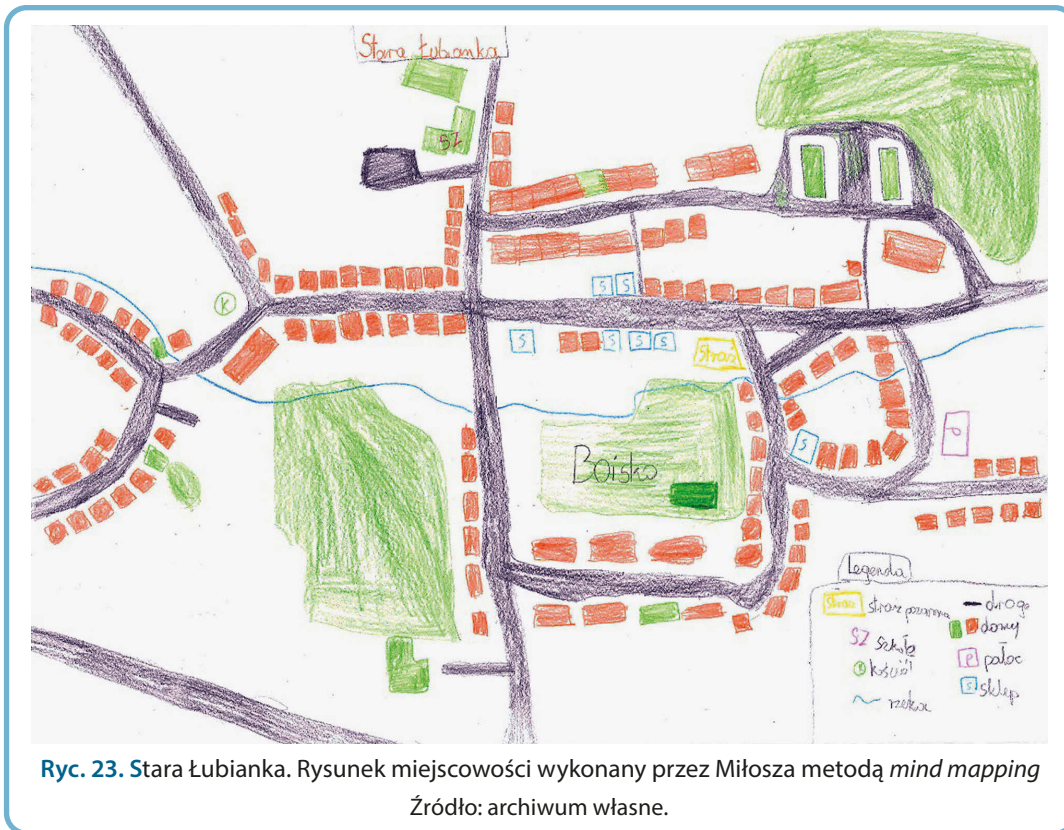 Stara Łubianka
SZ
K
S S
S S S S
Straż
Boisko
S
P
Legenda
Straż straż pożarna
SZ szkoła
K kościół
rzeka
droga
domy
P pałac
S sklep
Ryc. 23. Stara Łubianka. Rysunek miejscowości wykonany przez Miłosza metodą mind mapping
Źródło: archiwum własne.